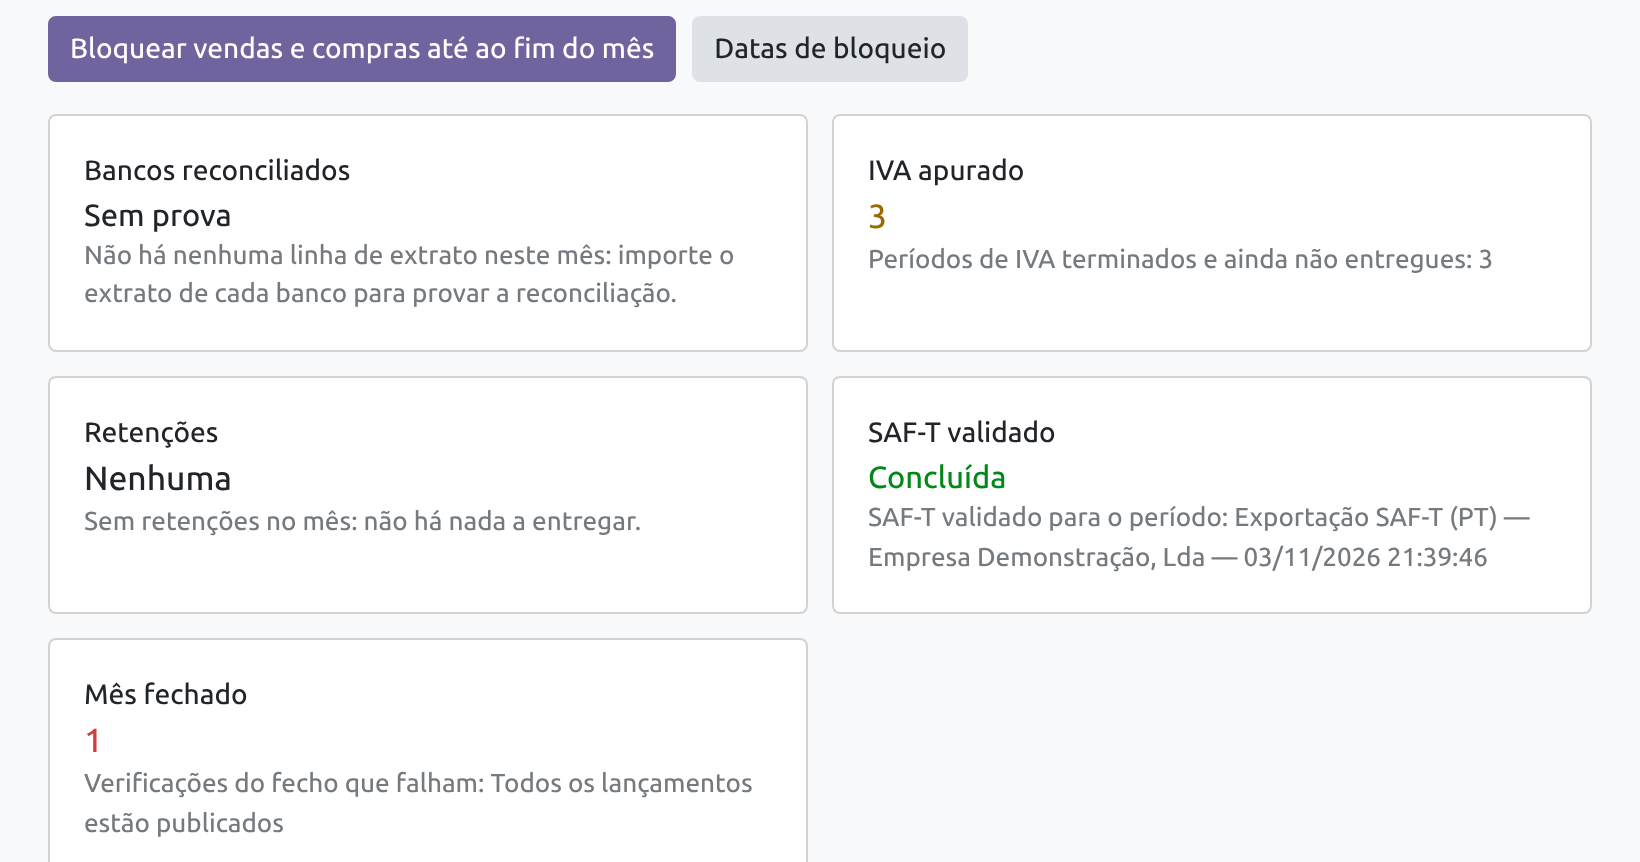 Bloquear vendas e compras até ao fim do mês
Datas de bloqueio
Bancos reconciliados
Sem prova
Não há nenhuma linha de extrato neste mês: importe o
extrato de cada banco para provar a reconciliação.
IVA apurado
3
Períodos de IVA terminados e ainda não entregues: 3
Retenções
Nenhuma
Sem retenções no mês: não há nada a entregar.
SAF-T validado
Concluída
SAF-T validado para o período: Exportação SAF-T (PT) —
Empresa Demonstração, Lda — 03/11/2026 21:39:46
Mês fechado
1
Verificações do fecho que falham: Todos os lançamentos
estão publicados